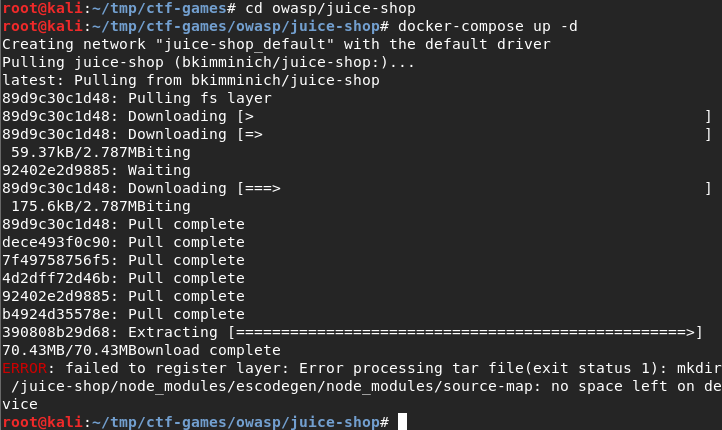 root@kali:~/tmp/ctf-games# cd owasp/juice-shop
root@kali:~/tmp/ctf-games/owasp/juice-shop# docker-compose up -d
Creating network "juice-shop_default" with the default driver
Pulling juice-shop (bkimminich/juice-shop:)...
latest: Pulling from bkimminich/juice-shop
89d9c30c1d48: Pulling fs layer
89d9c30c1d48: Downloading [>                                                  ]
89d9c30c1d48: Downloading [=>                                                 ]
 59.37kB/2.787MBiting
92402e2d9885: Waiting
89d9c30c1d48: Downloading [===>                                               ]
 175.6kB/2.787MBiting
89d9c30c1d48: Pull complete
dece493f0c90: Pull complete
7f49758756f5: Pull complete
4d2dff72d46b: Pull complete
92402e2d9885: Pull complete
b4924d35578e: Pull complete
390808b29d68: Extracting [==================================================>]
70.43MB/70.43MBownload complete
ERROR: failed to register layer: Error processing tar file(exit status 1): mkdir
 /juice-shop/node_modules/escodegen/node_modules/source-map: no space left on de
vice
root@kali:~/tmp/ctf-games/owasp/juice-shop#